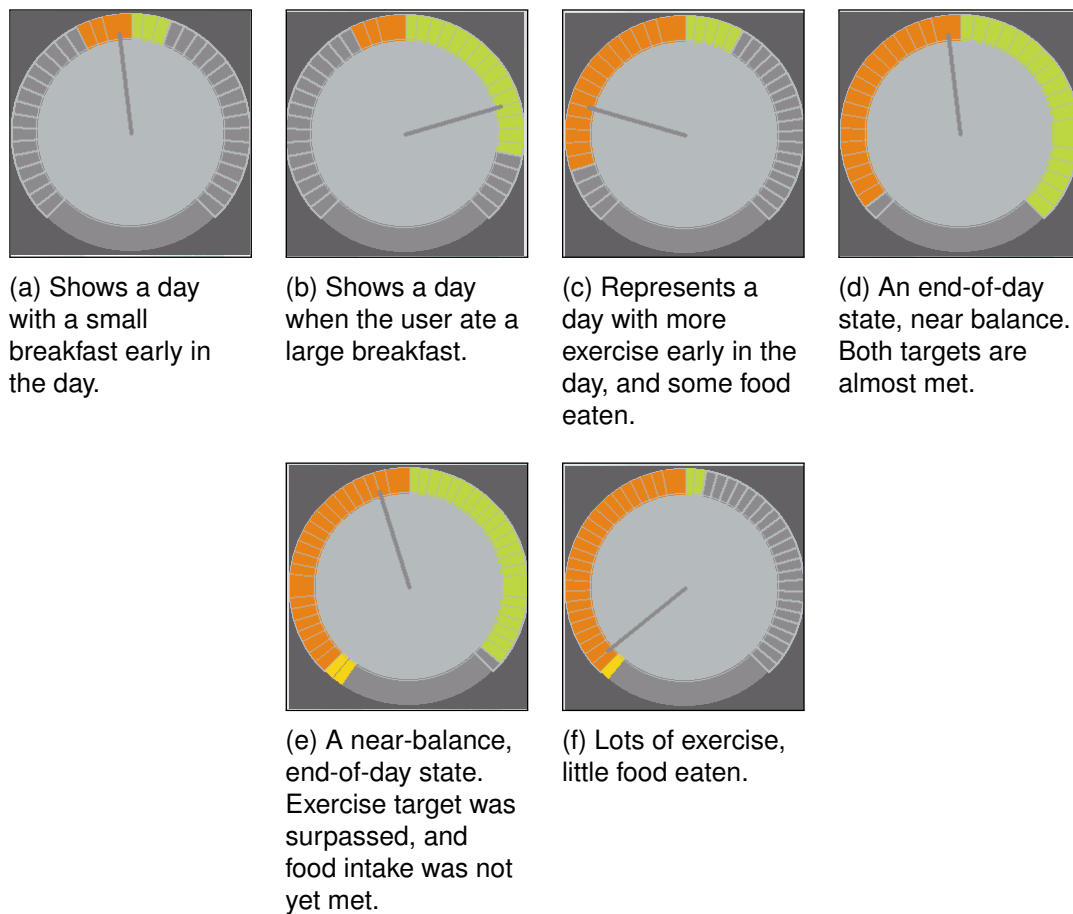 (a) Shows a day
with a small
breakfast early in
the day.
(b) Shows a day
when the user ate a
large breakfast.
(c) Represents a
day with more
exercise early in the
day, and some food
eaten.
(d) An end-of-day
state, near balance.
Both targets are
almost met.
(e) A near-balance,
end-of-day state.
Exercise target was
surpassed, and
food intake was not
yet met.
(f) Lots of exercise,
little food eaten.